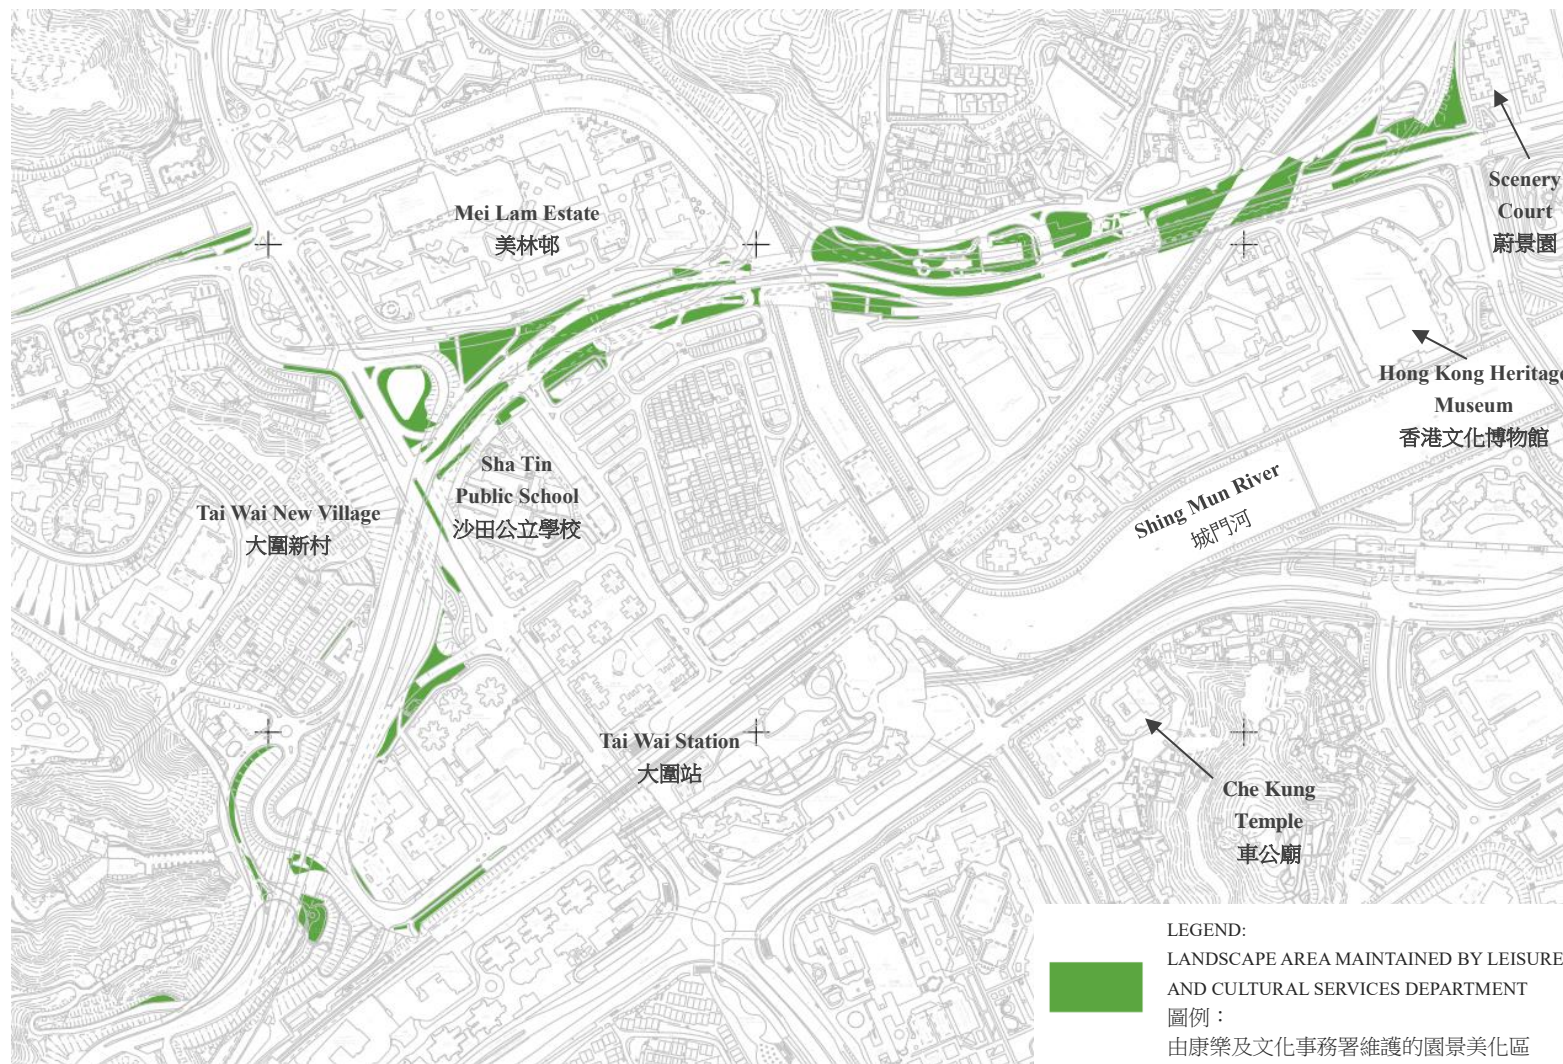 Scenery
Court
蔚景園
Mei Lam Estate
美林邨
Hong Kong Heritage
Museum
香港文化博物館
Sha Tin
Public School
沙田公立學校
Tai Wai New Village
大圍新村
Shing Mun River
城門河
Tai Wai Station
大圍站
Che Kung
Temple
車公廟
LEGEND:
LANDSCAPE AREA MAINTAINED BY LEISURE
AND CULTURAL SERVICES DEPARTMENT
圖例：
由康樂及文化事務署維護的園景美化區